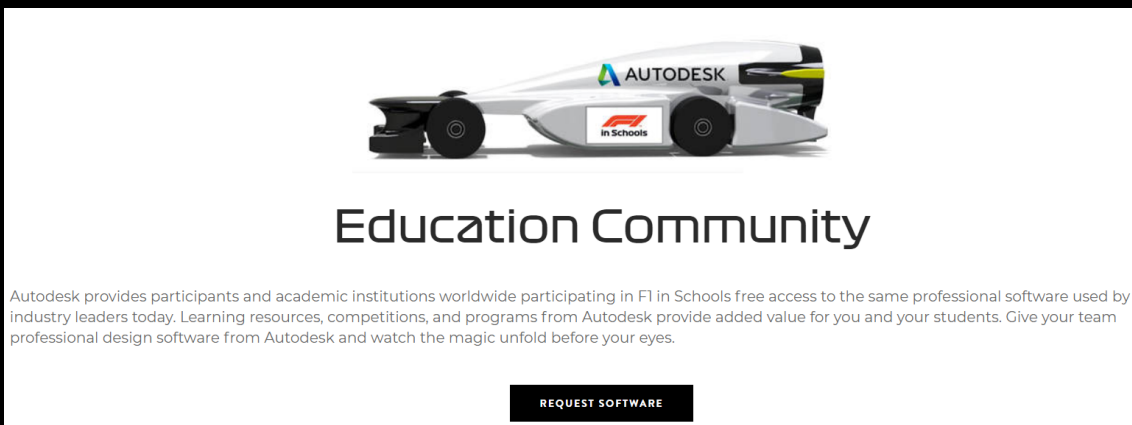 AUTODESK
F1
in Schools
Education Community
Autodesk provides participants and academic institutions worldwide participating in F1 in Schools free access to the same professional software used by
industry leaders today. Learning resources, competitions, and programs from Autodesk provide added value for you and your students. Give your team
professional design software from Autodesk and watch the magic unfold before your eyes.
REQUEST SOFTWARE